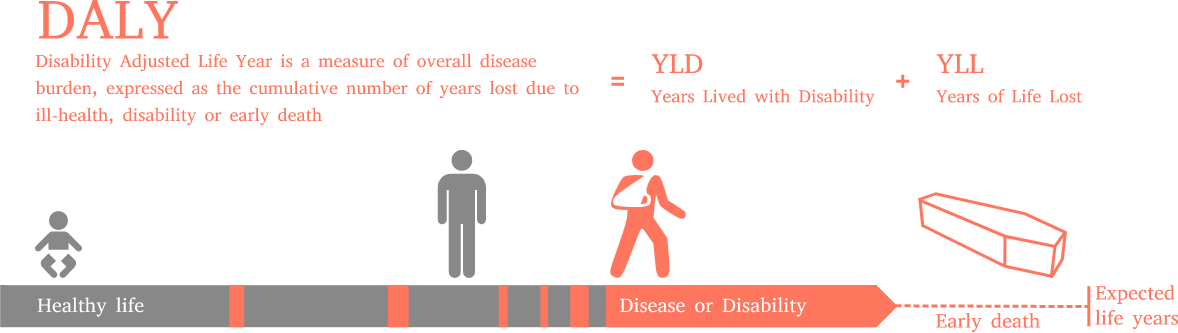 DALY
Disability Adjusted Life Year is a measure of overall disease
burden, expressed as the cumulative number of years lost due to
ill-health, disability or early death
=
YLD
Years Lived with Disability
+
YLL
Years of Life Lost
Healthy life
Disease or Disability
Early death
Expected
life years